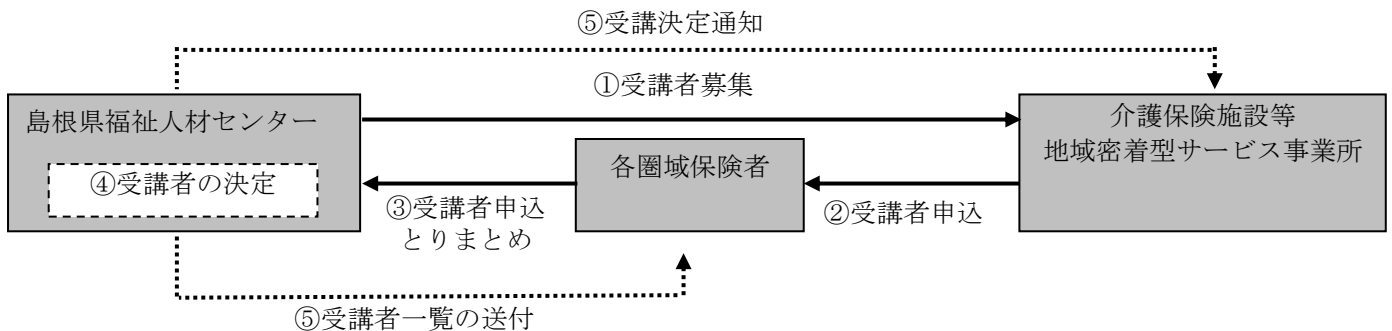 ⑤受講決定通知
①受講者募集
島根県福祉人材センター
④受講者の決定
各圏域保険者
介護保険施設等
地域密着型サービス事業所
③受講者申込
とりまとめ
②受講者申込
⑤受講者一覧の送付